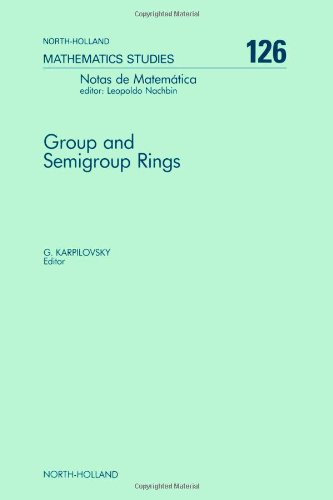 NORTH-HOLLAND
MATHEMATICS STUDIES 126
Notas de Matemática
editor: Leopoldo Nachbin
Group and
Semigroup Rings
G. KARPILOVSKY
Editor
NORTH-HOLLAND